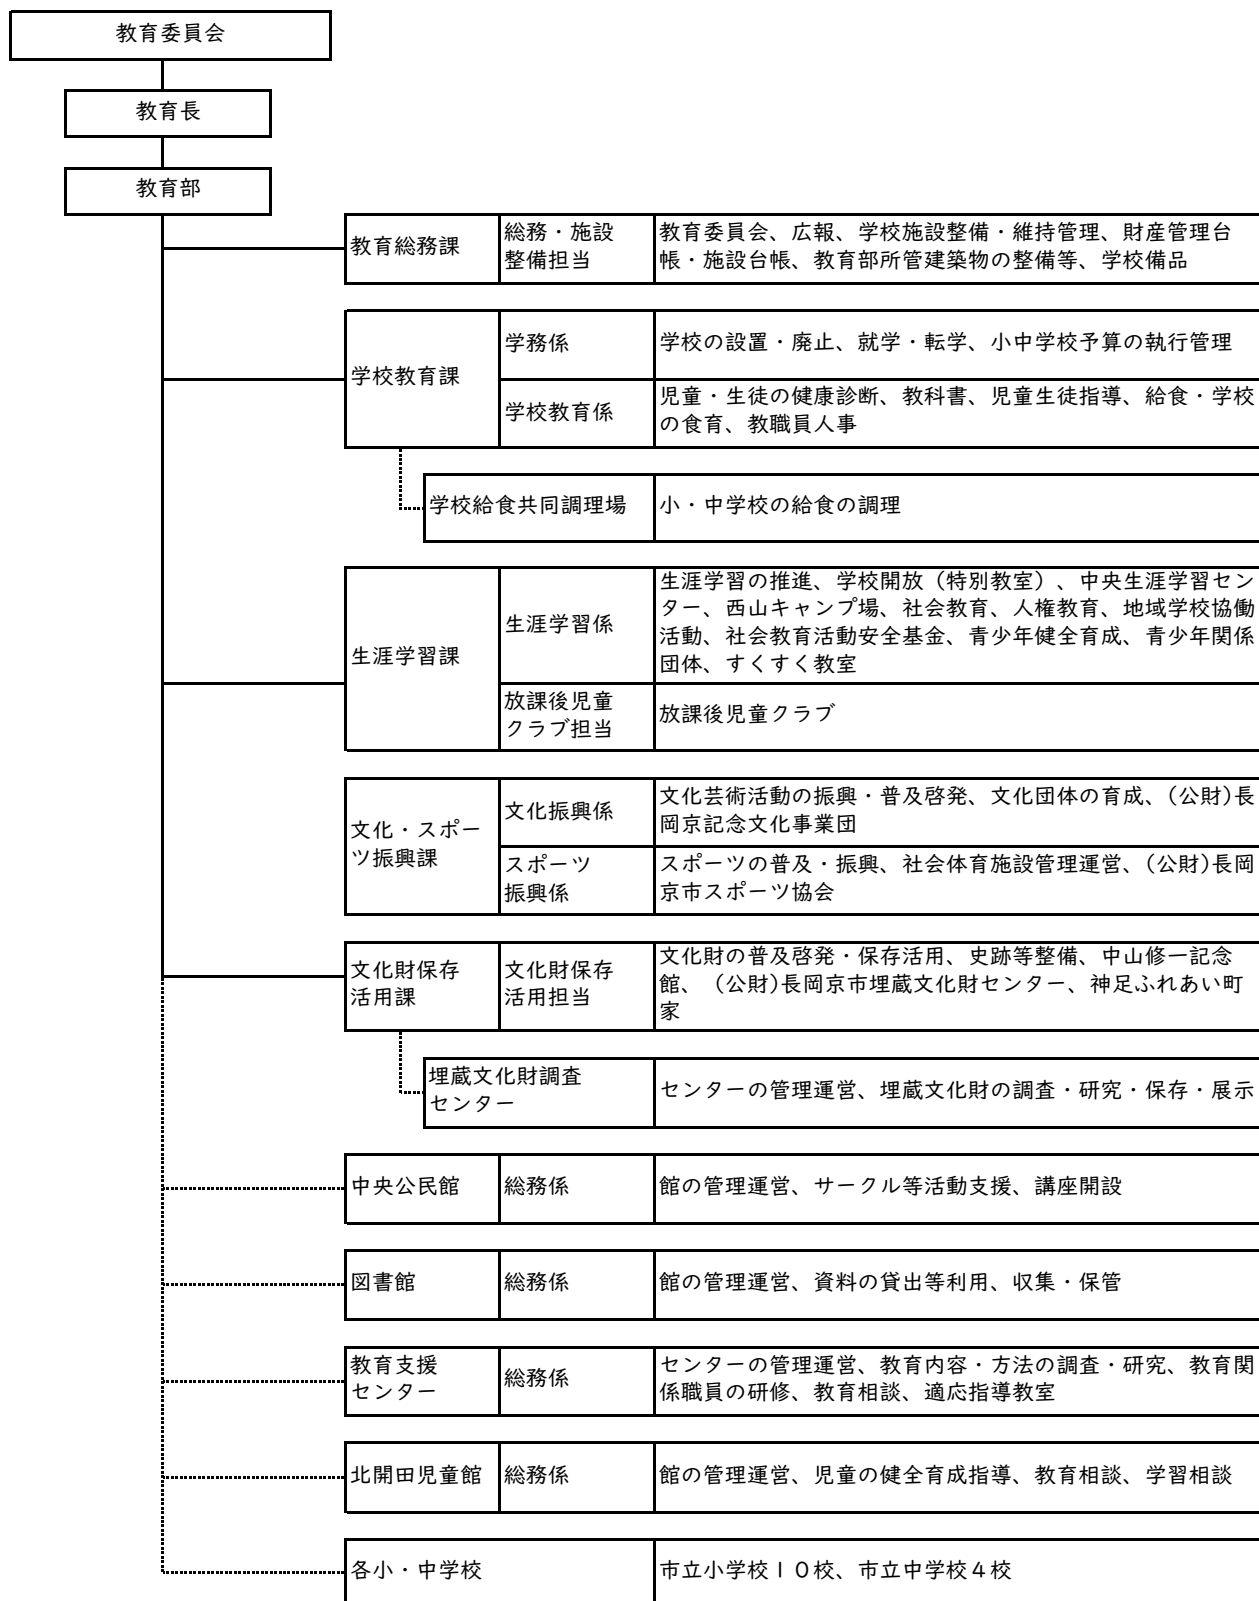 教育委員会
教育長
教育部
教育総務課
総務・施設
整備担当
教育委員会、広報、学校施設整備・維持管理、財産管理台
帳・施設台帳、教育部所管建築物の整備等、学校備品
学校教育課
学務係
学校の設置・廃止、就学・転学、小中学校予算の執行管理
学校教育係
児童・生徒の健康診断、教科書、児童生徒指導、給食・学校
の食育、教職員人事
学校給食共同調理場
小・中学校の給食の調理
生涯学習課
生涯学習係
生涯学習の推進、学校開放（特別教室）、中央生涯学習セン
ター、西山キャンプ場、社会教育、人権教育、地域学校協働
活動、社会教育活動安全基金、青少年健全育成、青少年関係
団体、すくすく教室
放課後児童
クラブ担当
放課後児童クラブ
文化・スポー
ツ振興課
文化振興係
文化芸術活動の振興・普及啓発、文化団体の育成、(公財)長
岡京記念文化事業団
スポーツ
振興係
スポーツの普及・振興、社会体育施設管理運営、(公財)長岡
京市スポーツ協会
文化財保存
活用課
文化財保存
活用担当
文化財の普及啓発・保存活用、史跡等整備、中山修一記念
館、（公財)長岡京市埋蔵文化財センター、神足ふれあい町
家
埋蔵文化財調査
センター
センターの管理運営、埋蔵文化財の調査・研究・保存・展示
中央公民館
総務係
館の管理運営、サークル等活動支援、講座開設
図書館
総務係
館の管理運営、資料の貸出等利用、収集・保管
教育支援
センター
総務係
センターの管理運営、教育内容・方法の調査・研究、教育関
係職員の研修、教育相談、適応指導教室
北開田児童館
総務係
館の管理運営、児童の健全育成指導、教育相談、学習相談
各小・中学校
市立小学校１０校、市立中学校４校